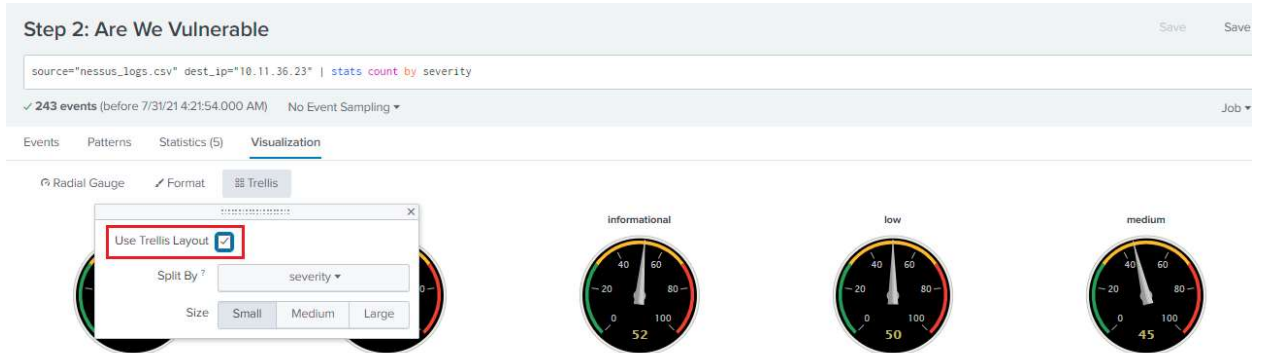 Step 2: Are We Vulnerable
Save Save
source="nessus_logs.csv" dest_ip="10.11.36.23" | stats count by severity
✓ 243 events (before 7/31/21 4:21:54.000 AM) No Event Sampling
Job
Events Patterns Statistics (5) Visualization
Radial Gauge Format Trellis
Use Trellis Layout
Split By ? severity
Size Small Medium Large
informational
40 60
20 80
0 100
52
low
40 60
20 80
0 100
50
medium
40 60
20 80
0 100
45